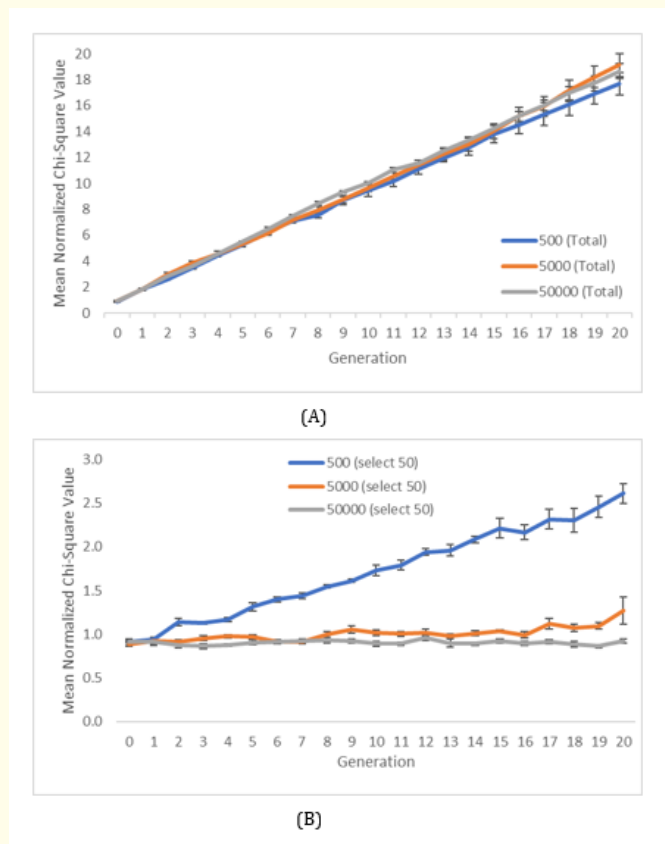 20
18
16
14
12
10
8
6
4
2
0
Mean Normalized Chi-Square Value
500 (Total)
5000 (Total)
50000 (Total)
0 1 2 3 4 5 6 7 8 9 10 11 12 13 14 15 16 17 18 19 20
Generation
(A)
3.0
2.5
2.0
1.5
1.0
0.5
0.0
Mean Normalized Chi-Square Value
500 (select 50)
5000 (select 50)
50000 (select 50)
0 1 2 3 4 5 6 7 8 9 10 11 12 13 14 15 16 17 18 19 20
Generation
(B)